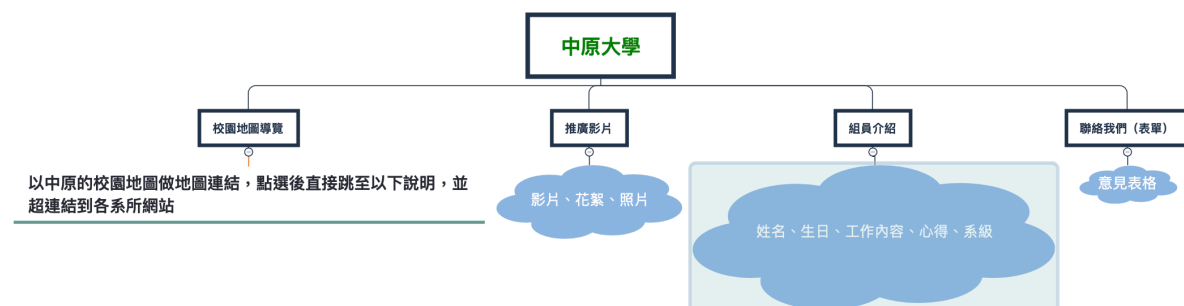 中原大學
校園地圖導覽
推廣影片
組員介紹
聯絡我們（表單）
以中原的校園地圖做地圖連結，點選後直接跳至以下說明，並
超連結到各系所網站
影片、花絮、照片
姓名、生日、工作內容、心得、系級
意見表格